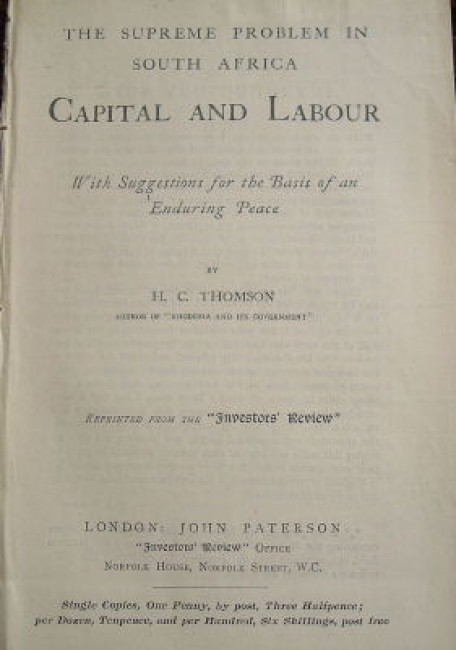 THE SUPREME PROBLEM IN
SOUTH AFRICA
CAPITAL AND LABOUR
With Suggestions for the Basis of an
Enduring Peace
BY
H. C. THOMSON
AUTHOR OF "RHODESIA AND ITS GOVERNMENT"
REPRINTED FROM THE "Investors' Review"
LONDON: JOHN PATERSON
"Investors' Review" OFFICE
NORFOLK HOUSE, NORFOLK STREET, W.C.
Single Copies, One Penny, by post, Three Halfpence;
per Dozen, Tenpence, and per Hundred, Six Shillings, post free